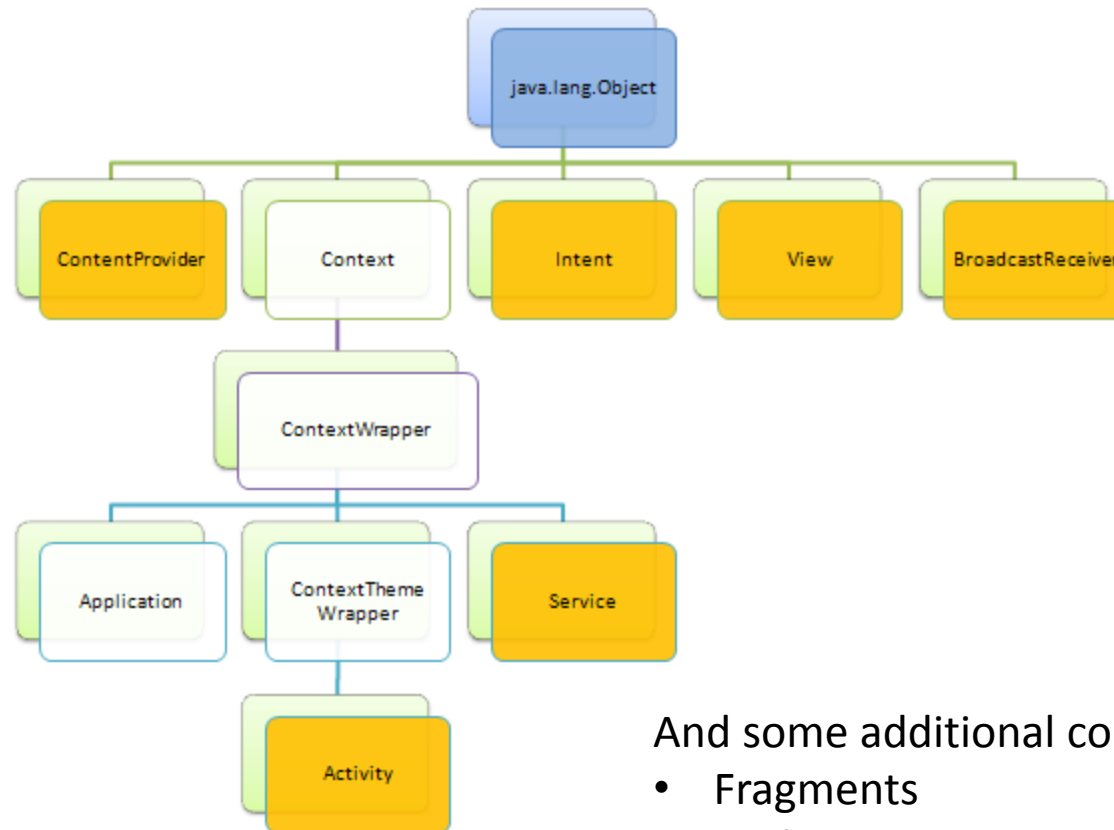 java.lang.Object
ContentProvider
Context
Intent
View
BroadcastReceiver
ContextWrapper
Application
ContextTheme
Wrapper
Service
Activity
And some additional co
• Fragments